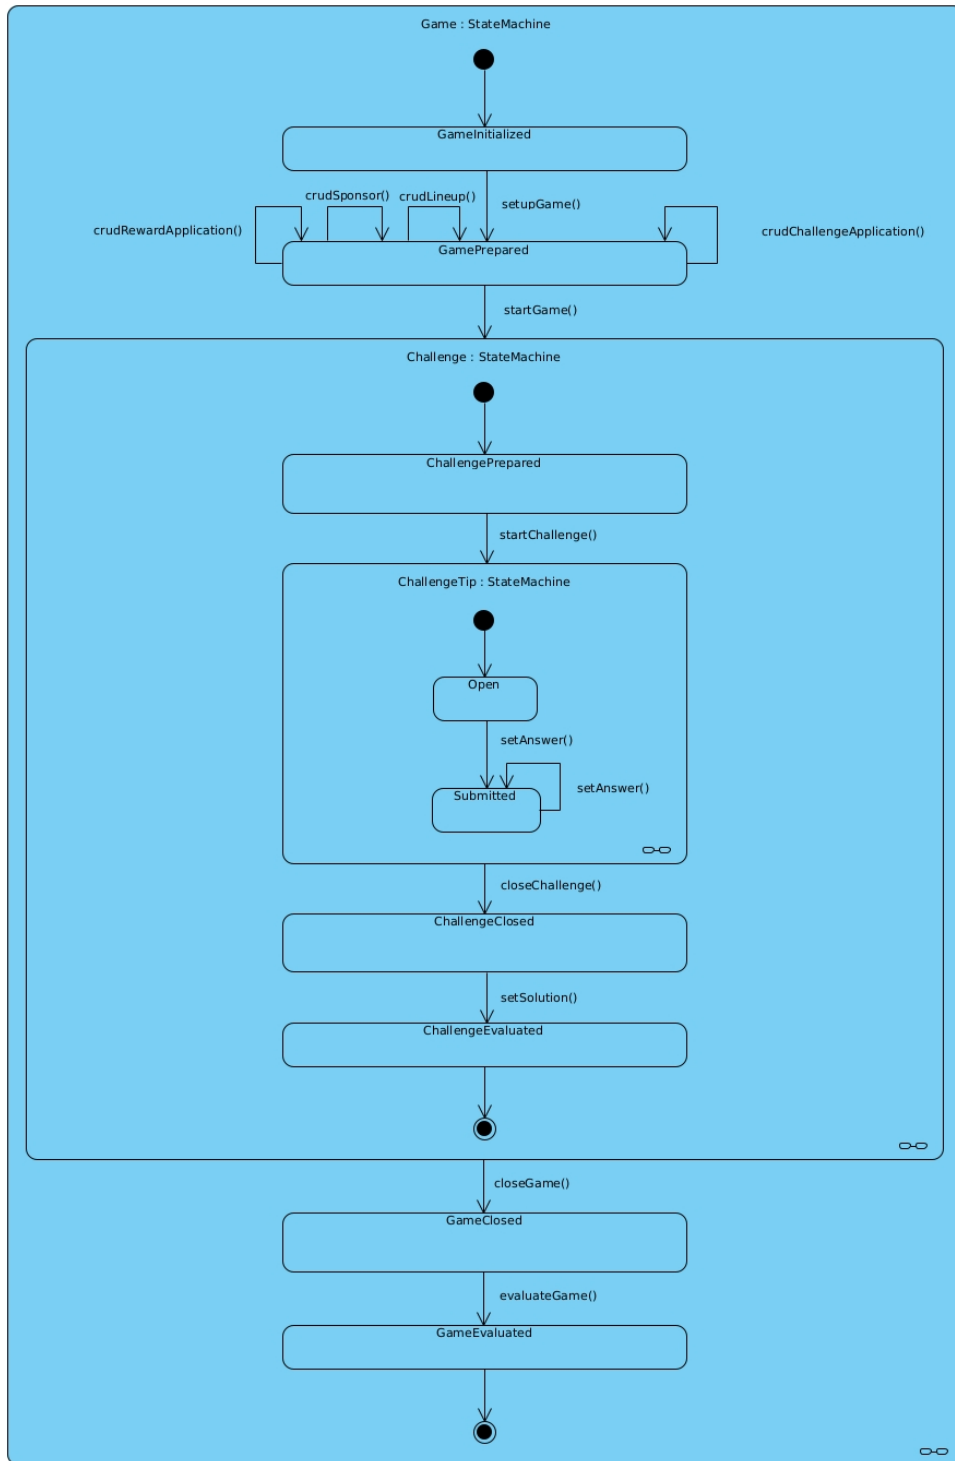 Game : StateMachine
GameInitialized
crudSponsor()
crudLineup()
setupGame()
crudRewardApplication()
crudChallengeApplication()
GamePrepared
startGame()
Challenge : StateMachine
ChallengePrepared
startChallenge()
ChallengeTip : StateMachine
Open
setAnswer()
setAnswer()
Submitted
closeChallenge()
ChallengeClosed
setSolution()
ChallengeEvaluated
closeGame()
GameClosed
evaluateGame()
GameEvaluated